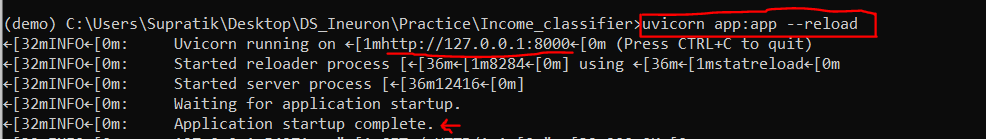 (demo) C:\Users\Supratik\Desktop\DS_Ineuron\Practice\Income_classifier>uvicorn app:app --reload
←[32mINFO←[0m:     Uvicorn running on ←[1mhttp://127.0.0.1:8000←[0m (Press CTRL+C to quit)
←[32mINFO←[0m:     Started reloader process [←[36m←[1m8284←[0m] using ←[36m←[1mstatreload←[0m
←[32mINFO←[0m:     Started server process [←[36m12416←[0m]
←[32mINFO←[0m:     Waiting for application startup.
←[32mINFO←[0m:     Application startup complete.